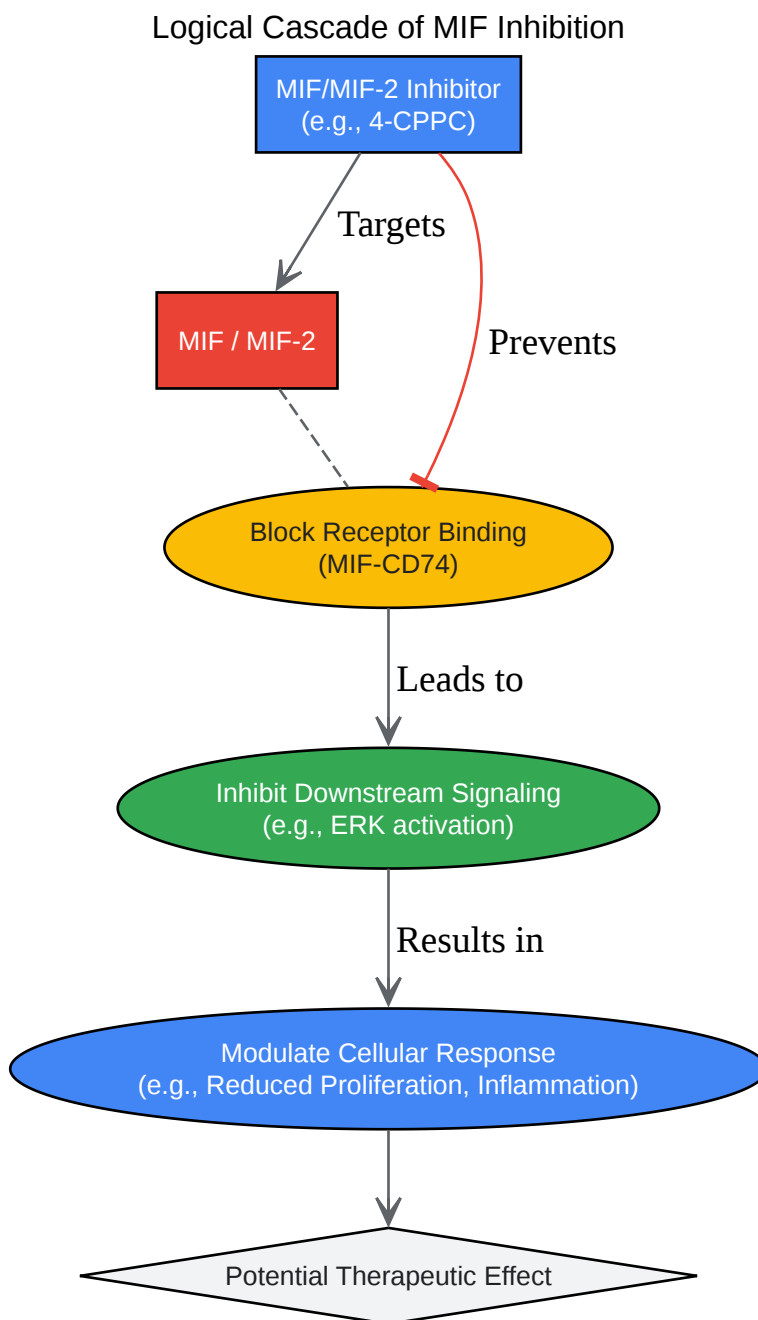 Logical Cascade of MIF Inhibition
MIF/MIF-2 Inhibitor
(e.g., 4-CPPC)
Targets
MIF / MIF-2
Prevents
Block Receptor Binding
(MIF-CD74)
Leads to
Inhibit Downstream Signaling
(e.g., ERK activation)
Results in
Modulate Cellular Response
(e.g., Reduced Proliferation, Inflammation)
Potential Therapeutic Effect